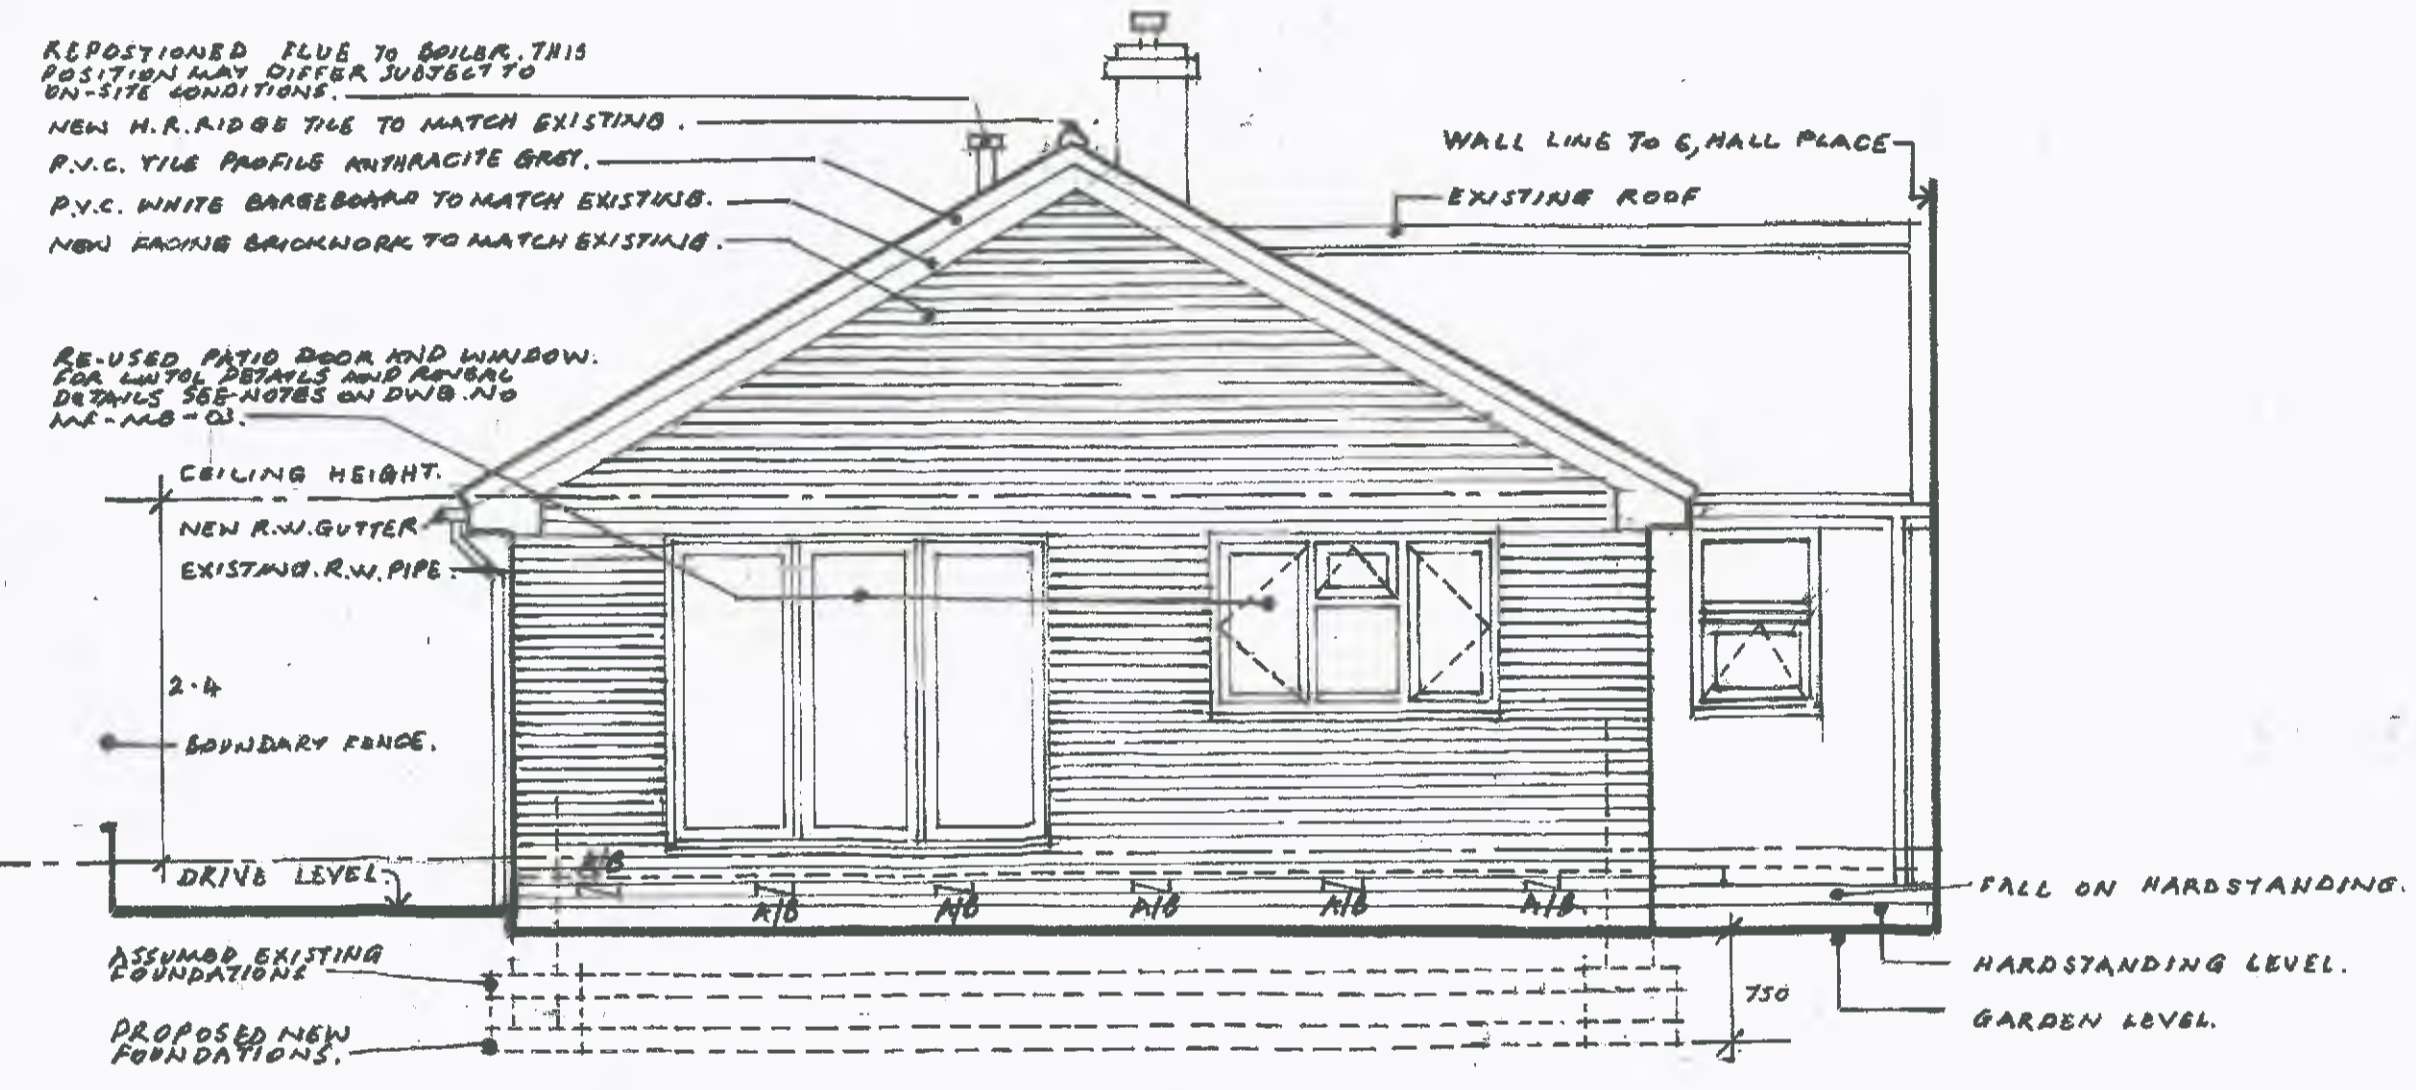 REPOSTIONED FLUE TO BOILER. THIS
POSITION MAY DIFFER SUBJECT TO
ON-SITE CONDITIONS.
NEW H.R. RIDGE TILE TO MATCH EXISTING.
P.V.C. TILE PROFILE ANTHRACITE GREY.
P.V.C. WHITE BARGEBOARD TO MATCH EXISTING.
NEW FACING BRICKWORK TO MATCH EXISTING.
WALL LINE TO 6, HALL PLACE
EXISTING ROOF
RE-USED PATIO DOOR AND WINDOW.
FOR LINTOL DETAILS AND REVEAL
DETAILS SEE NOTES ON DWG. NO
CEILING HEIGHT.
NEW R.W. GUTTER
EXISTING R.W. PIPE.
2.4
BOUNDARY FENCE.
DRIVE LEVEL.
A/B
A/B A/B A/B A/B A/B
FALL ON HARDSTANDING.
ASSUMED EXISTING
FOUNDATIONS
HARDSTANDING LEVEL.
750
GARDEN LEVEL.
PROPOSED NEW
FOUNDATIONS.